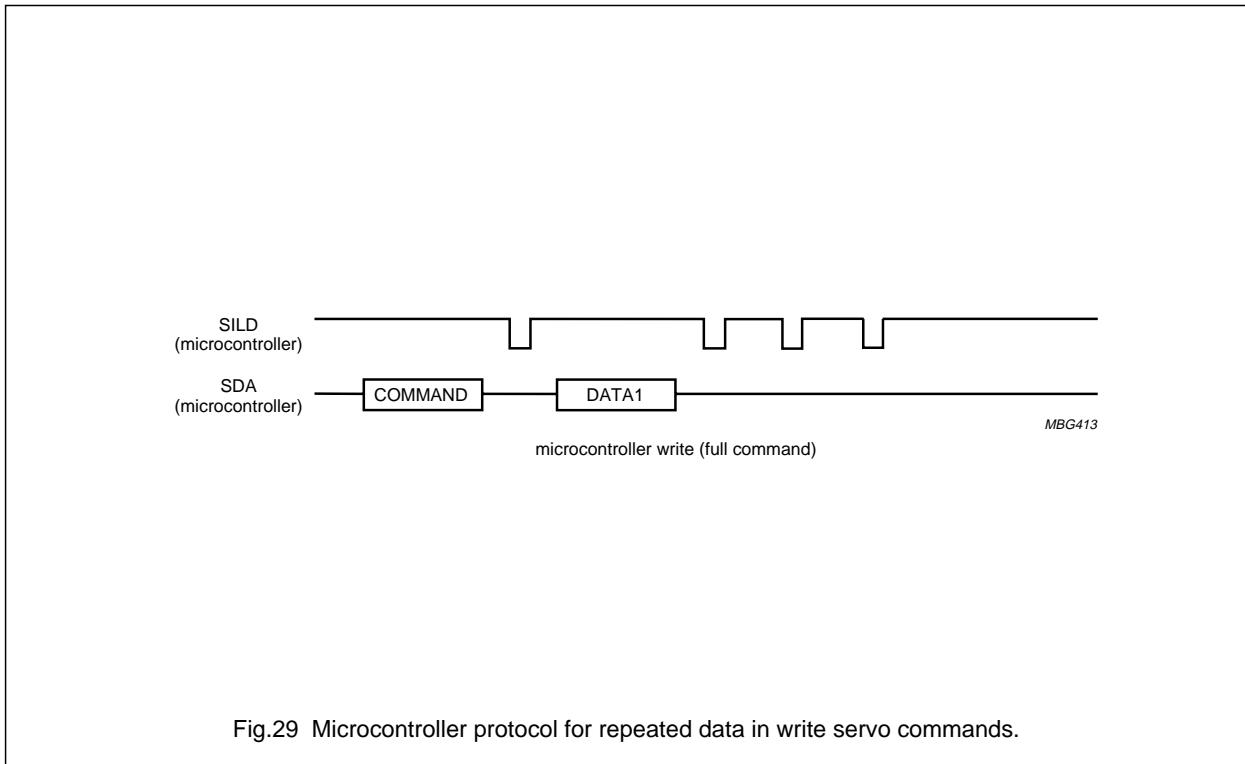 SILD
(microcontroller)
SDA
(microcontroller)
COMMAND
DATA1
MBG413
microcontroller write (full command)
Fig.29 Microcontroller protocol for repeated data in write servo commands.